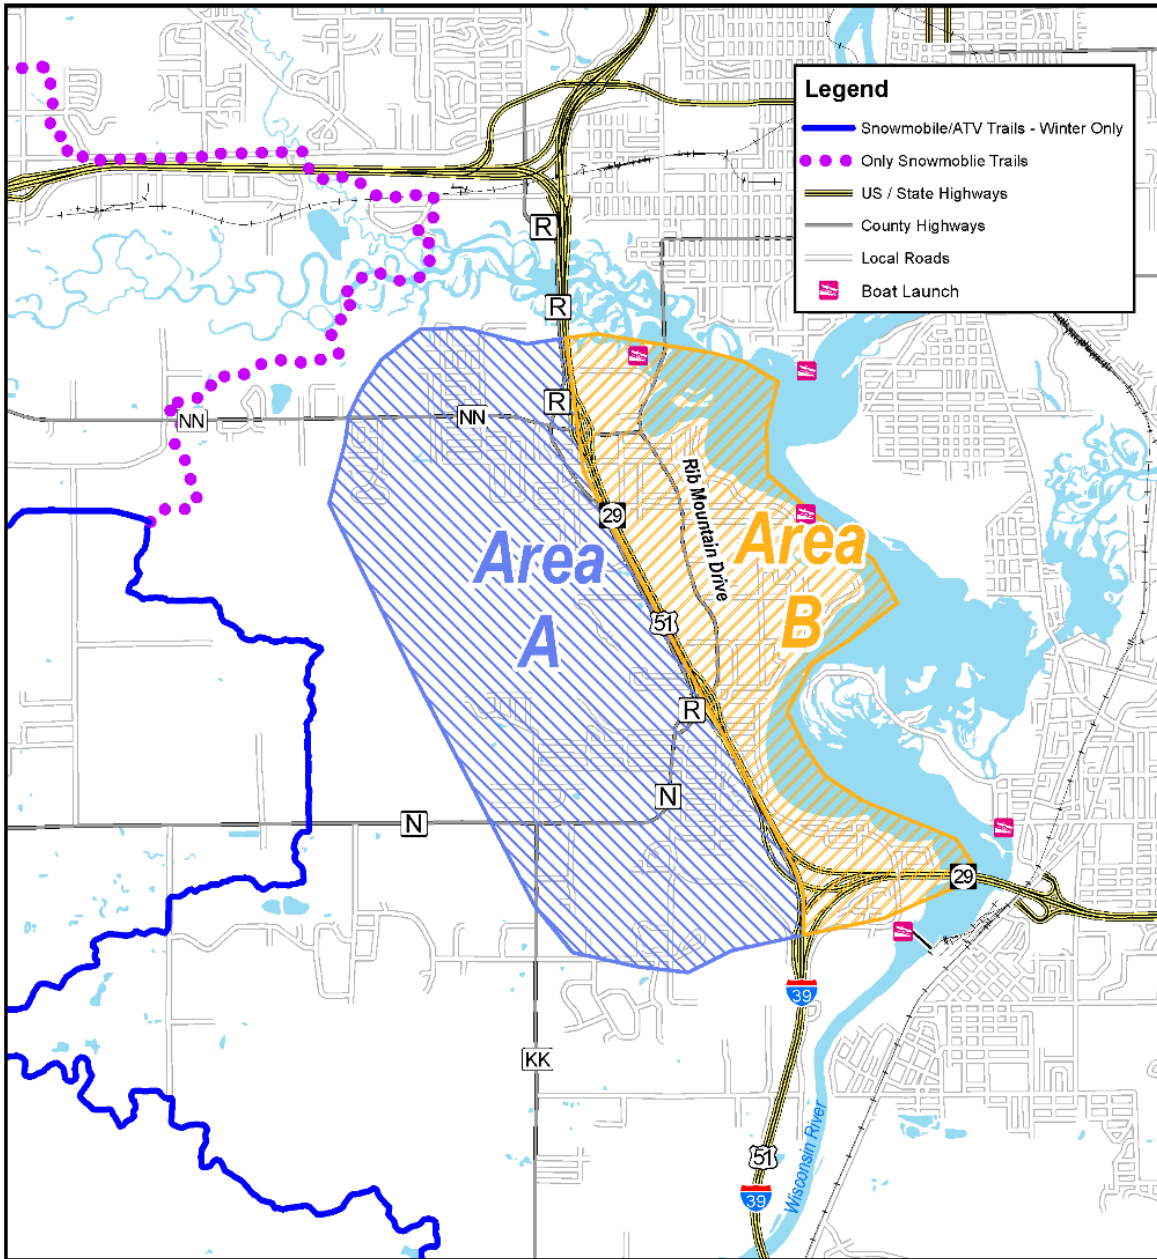 Legend
Snowmobile/ATV Trails - Winter Only
Only Snowmoblie Trails
US / State Highways
County Highways
Local Roads
Boat Launch
R
R
R
NN
NN
29
Rib Mountain Drive
Area
A
Area
B
51
R
N
N
29
39
KK
51
39
Wisconsin River